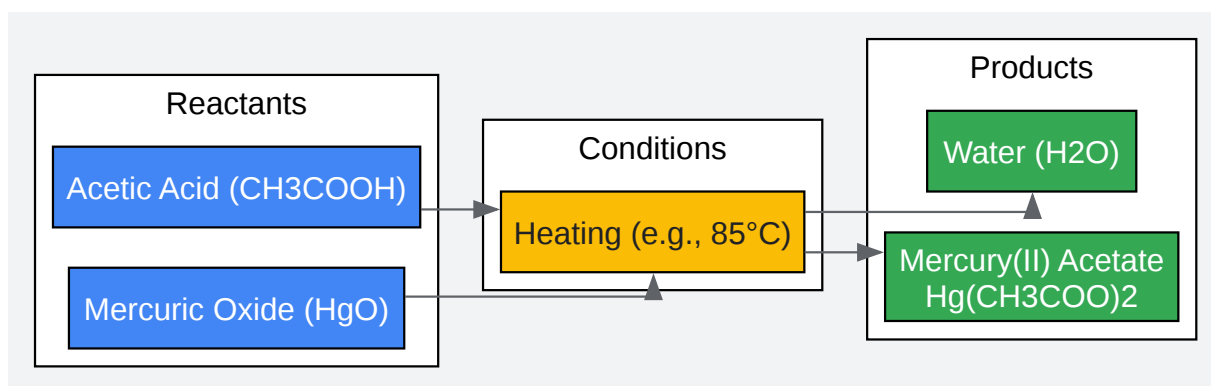 Reactants
Acetic Acid (CH3COOH)
Mercuric Oxide (HgO)
Conditions
Heating (e.g., 85°C)
Products
Water (H2O)
Mercury(II) Acetate
Hg(CH3COO)2